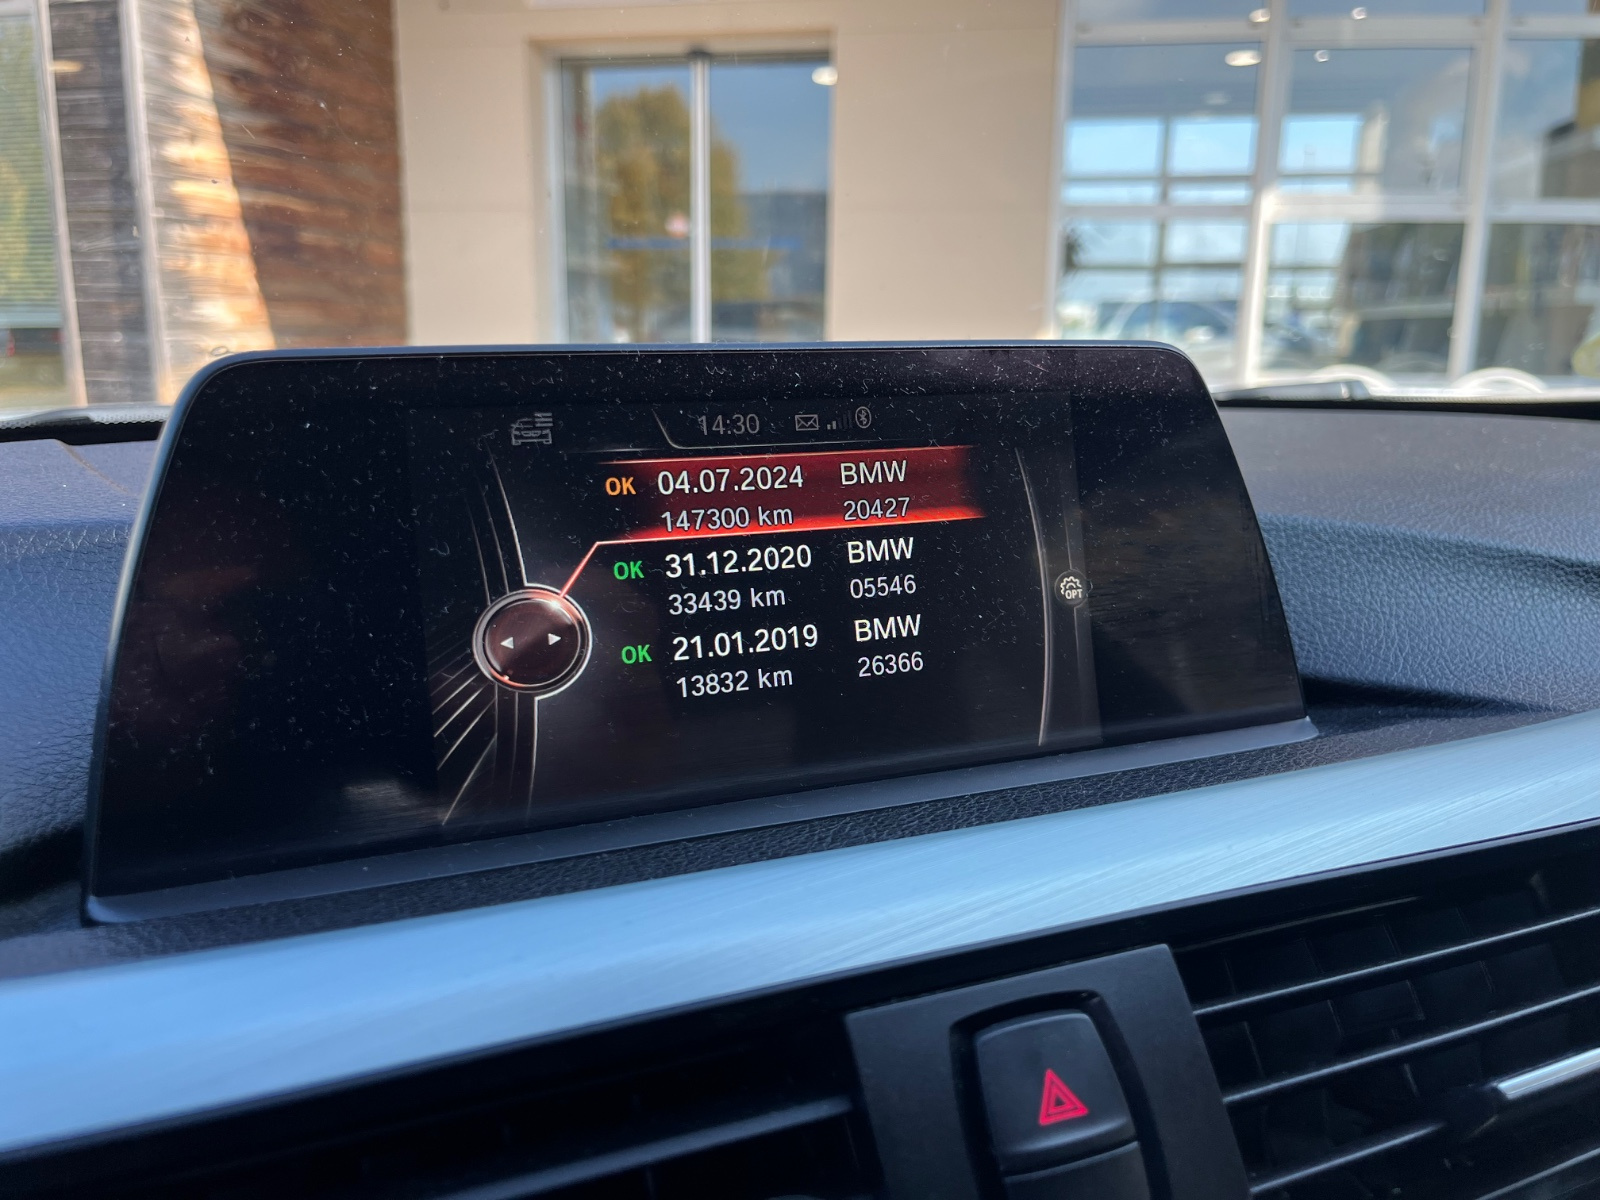 14:30
OK 04.07.2024 BMW
147300 km 20427
OK 31.12.2020 BMW
33439 km 05546
OK 21.01.2019 BMW
13832 km 26366
OPT